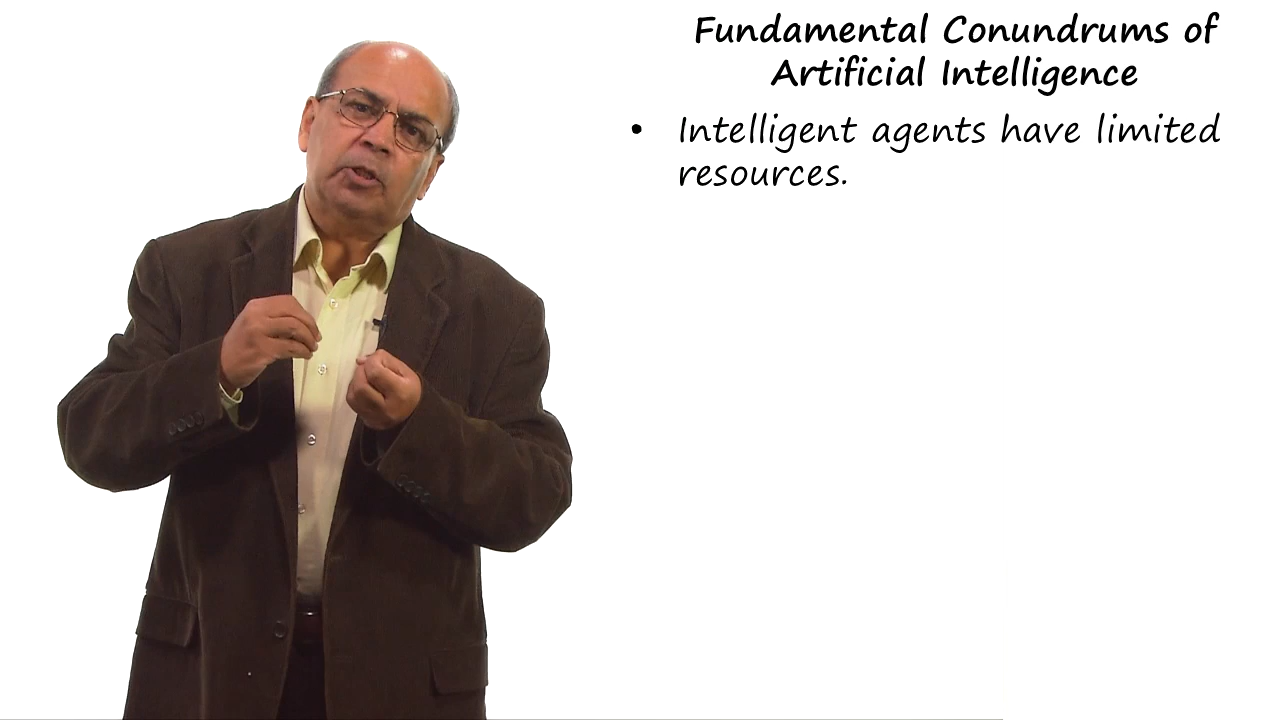 Fundamental Conundrums of
Artificial Intelligence
• Intelligent agents have limited
resources.